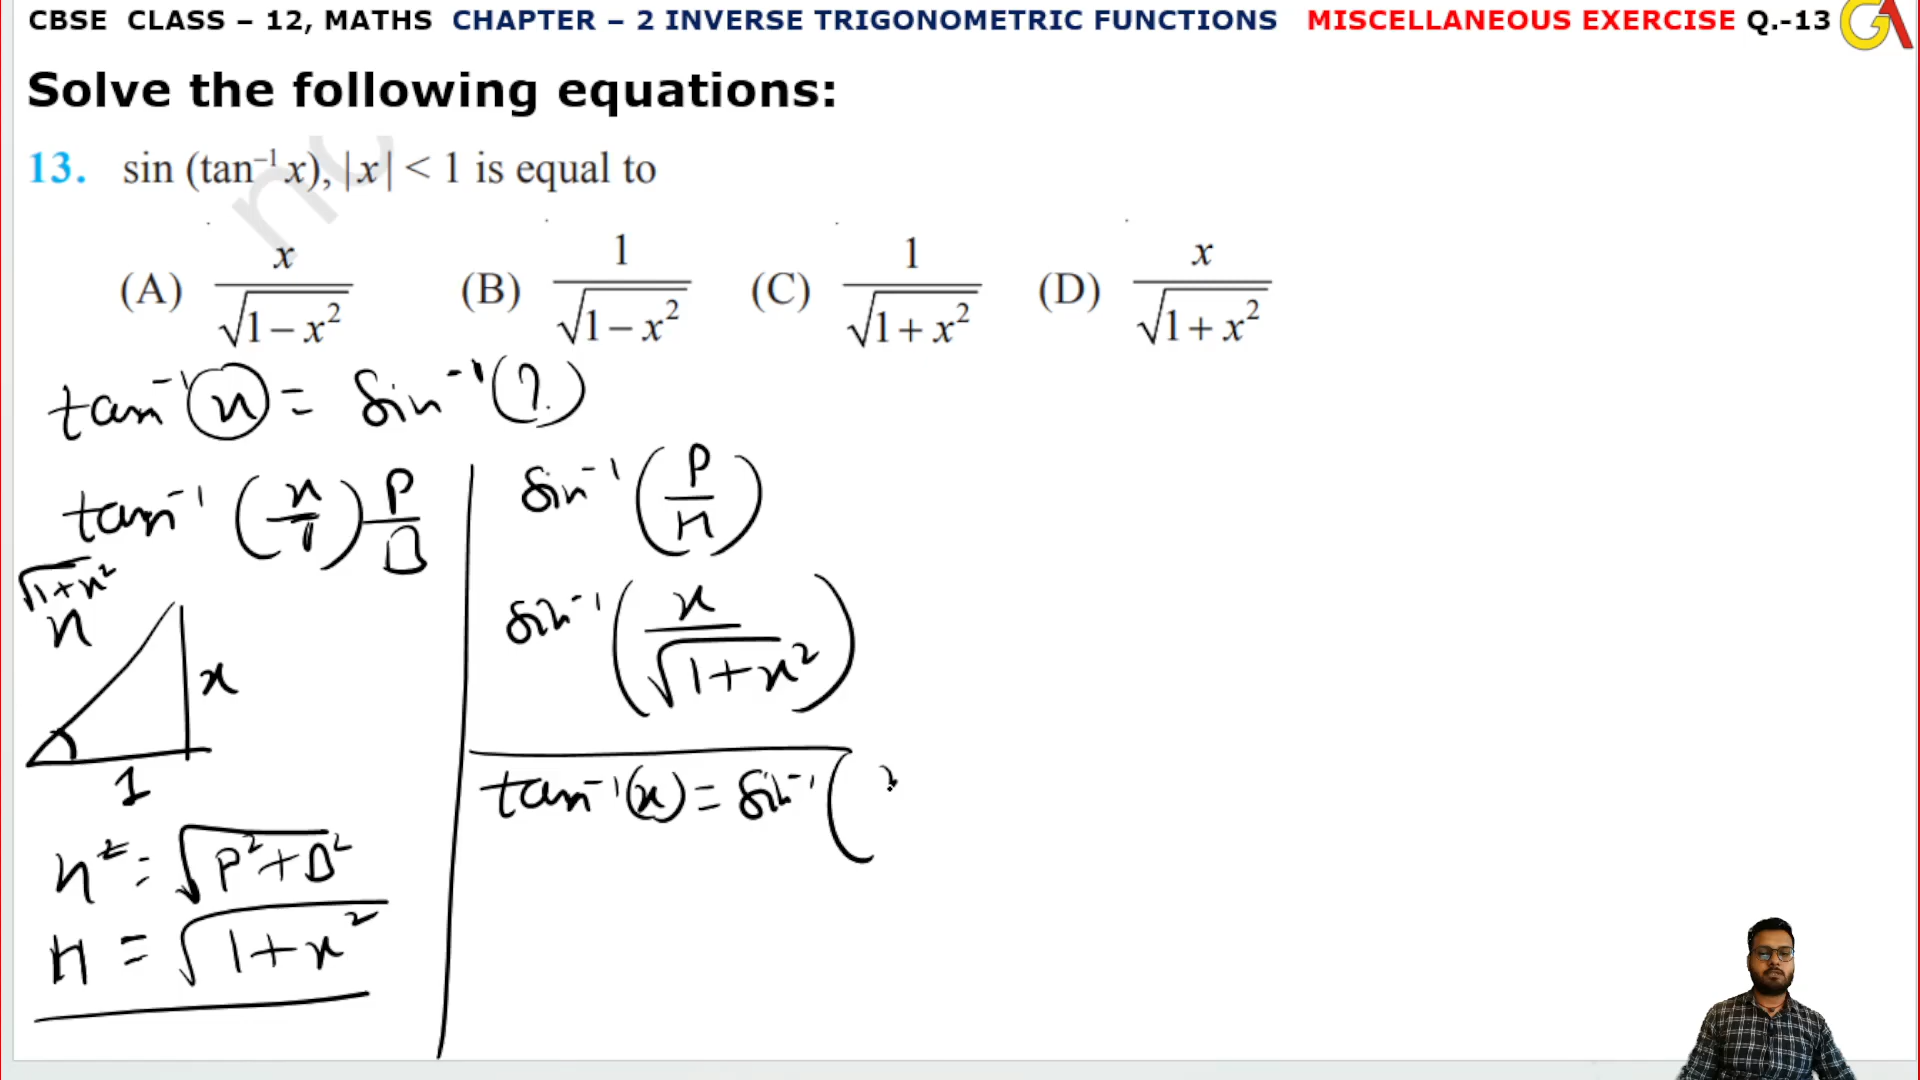 CBSE CLASS – 12, MATHS CHAPTER – 2 INVERSE TRIGONOMETRIC FUNCTIONS MISCELLANEOUS EXERCISE Q.-13 GA
Solve the following equations:
13. sin (tan⁻¹ x), |x| < 1 is equal to
(A) x/√(1 – x²) (B) 1/√(1 – x²) (C) 1/√(1 + x²) (D) x/√(1 + x²)
tan⁻¹(x) = sin⁻¹(?)
tan⁻¹(x/1) P/B
√1+x²
H
x
1
H² = √P²+B²
H = √1+x²
sin⁻¹(P/H)
sin⁻¹(x/√1+x²)
tan⁻¹(x) = sin⁻¹(